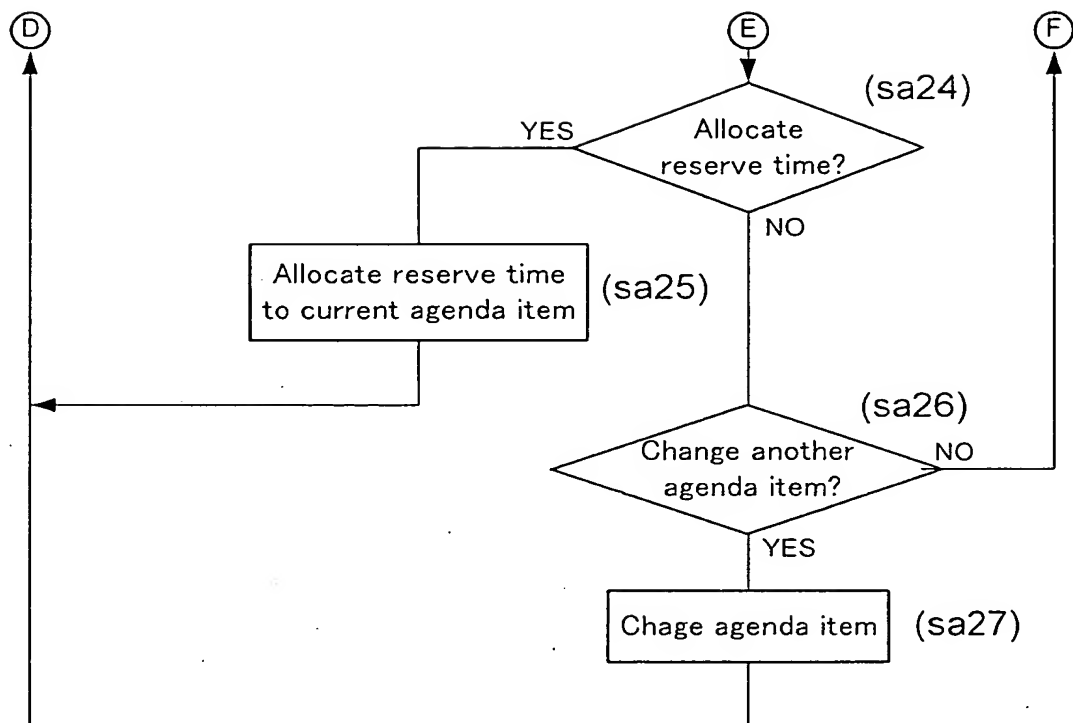 D
E
F
(sa24)
YES
Allocate
reserve time?
NO
Allocate reserve time
to current agenda item
(sa25)
(sa26)
Change another
agenda item?
NO
YES
Chage agenda item
(sa27)